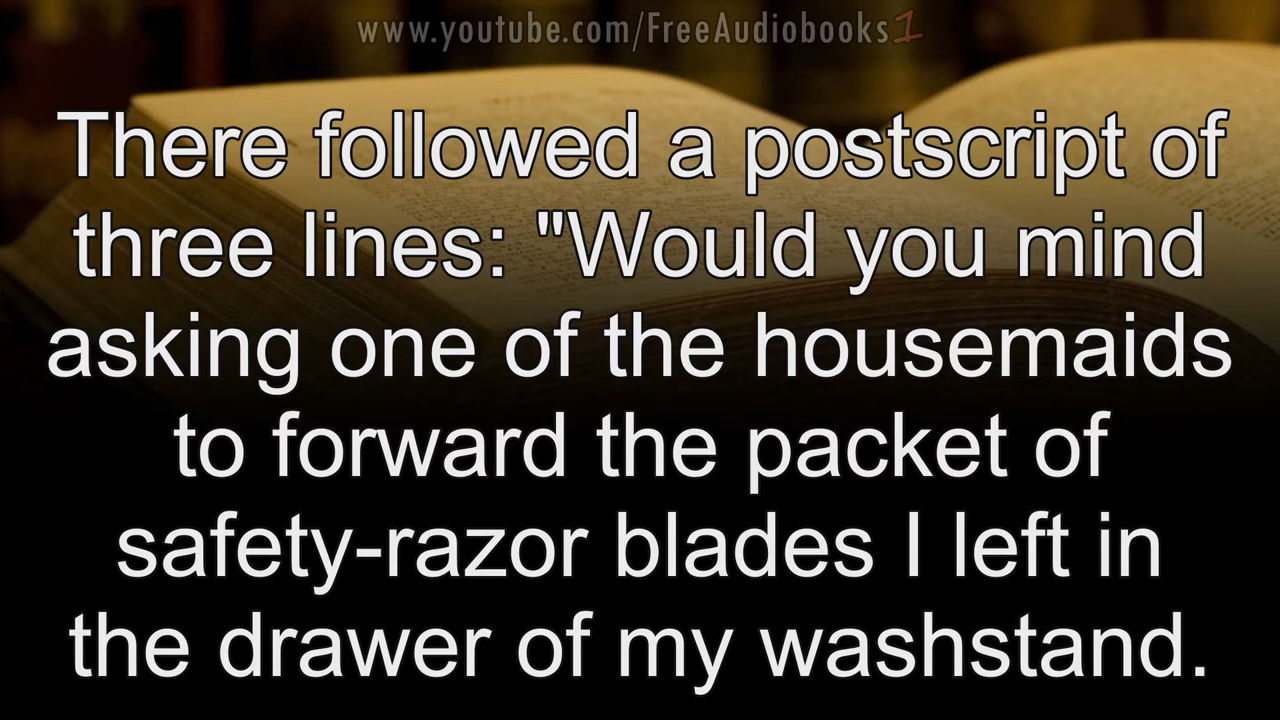 www.youtube.com/FreeAudiobooks1
There followed a postscript of
three lines: "Would you mind
asking one of the housemaids
to forward the packet of
safety-razor blades I left in
the drawer of my washstand.